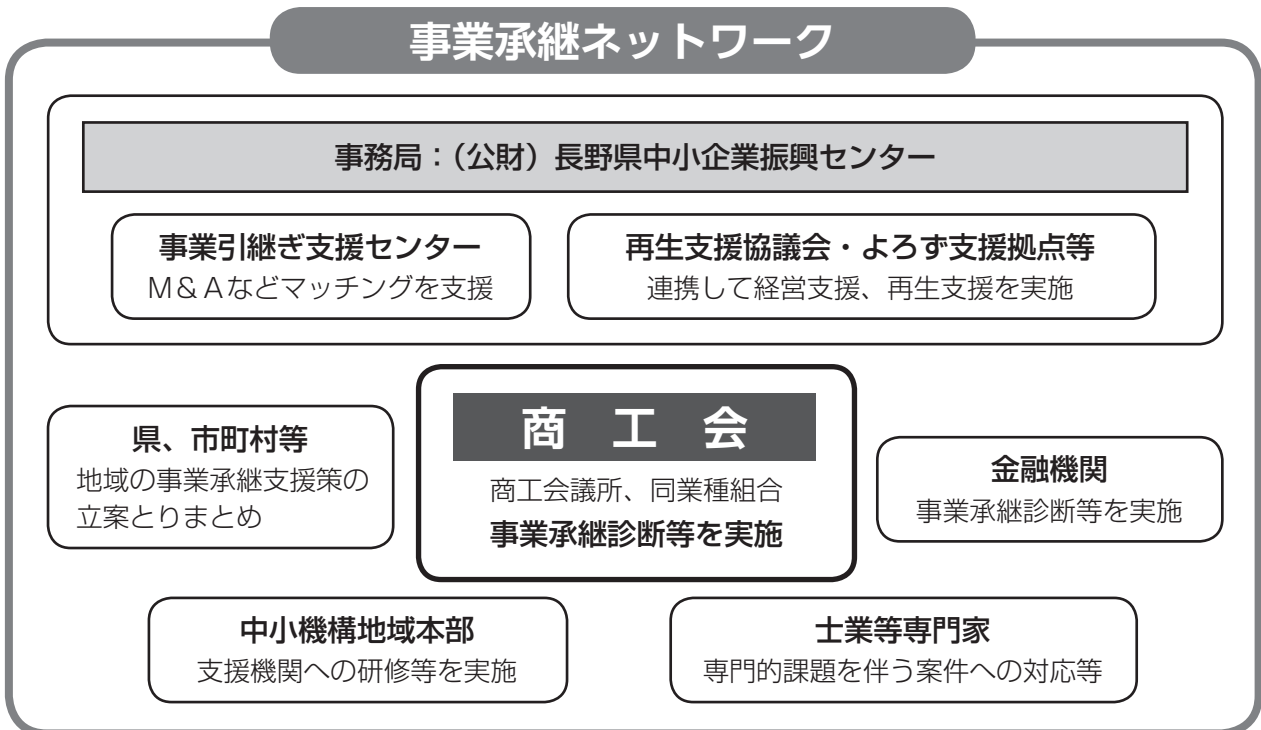 事業承継ネットワーク
事務局：（公財）長野県中小企業振興センター
事業引継ぎ支援センター
Ｍ＆Ａなどマッチングを支援
再生支援協議会・よろず支援拠点等
連携して経営支援、再生支援を実施
県、市町村等
地域の事業承継支援策の
立案とりまとめ
商　工　会
商工会議所、同業種組合
事業承継診断等を実施
金融機関
事業承継診断等を実施
中小機構地域本部
支援機関への研修等を実施
士業等専門家
専門的課題を伴う案件への対応等